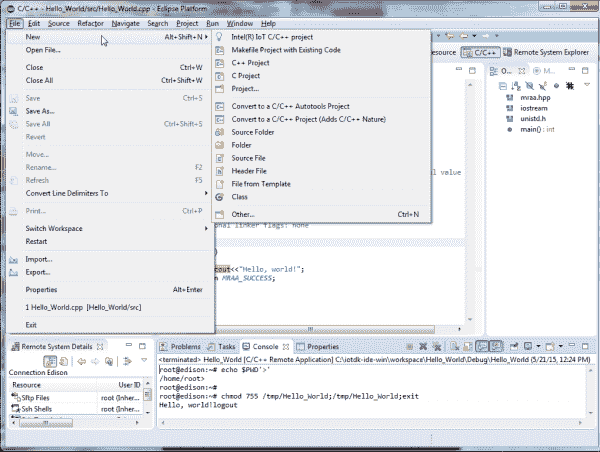 C/C++ - Hello_World/src/Hello_World.cpp - Eclipse Platform
File Edit Source Refactor Navigate Search Project Run Window Help
New Alt+Shift+N
Open File...
Close Ctrl+W
Close All Ctrl+Shift+W
Save Ctrl+S
Save As...
Save All Ctrl+Shift+S
Revert
Move...
Rename... F2
Refresh F5
Convert Line Delimiters To
Print... Ctrl+P
Switch Workspace
Restart
Import...
Export...
Properties Alt+Enter
1 Hello_World.cpp [Hello_World/src]
Exit
Intel(R) IoT C/C++ project
Makefile Project with Existing Code
C++ Project
C Project
Project...
Convert to a C/C++ Autotools Project
Convert to a C/C++ Project (Adds C/C++ Nature)
Source Folder
Folder
Source File
Header File
File from Template
Class
Other... Ctrl+N
esource C/C++ Remote System Explorer
O... M...
mraa.hpp
iostream
unistd.h
main() : int
l value
onal linker flags: none
)
out<<"Hello, world!";
n MRAA_SUCCESS;
Remote System Details
Connection Edison
Resource User ID
Sftp Files root (Inher...
Ssh Shells root (Inher...
Problems Tasks Console Properties
<terminated> Hello_World [C/C++ Remote Application] C:\iotdk-ide-win\workspace\Hello_World\Debug\Hello_World (5/21/15, 12:24 PM)
root@edison:~# echo $PWD'>'
/home/root>
root@edison:~#
root@edison:~# chmod 755 /tmp/Hello_World;/tmp/Hello_World;exit
Hello, world!logout